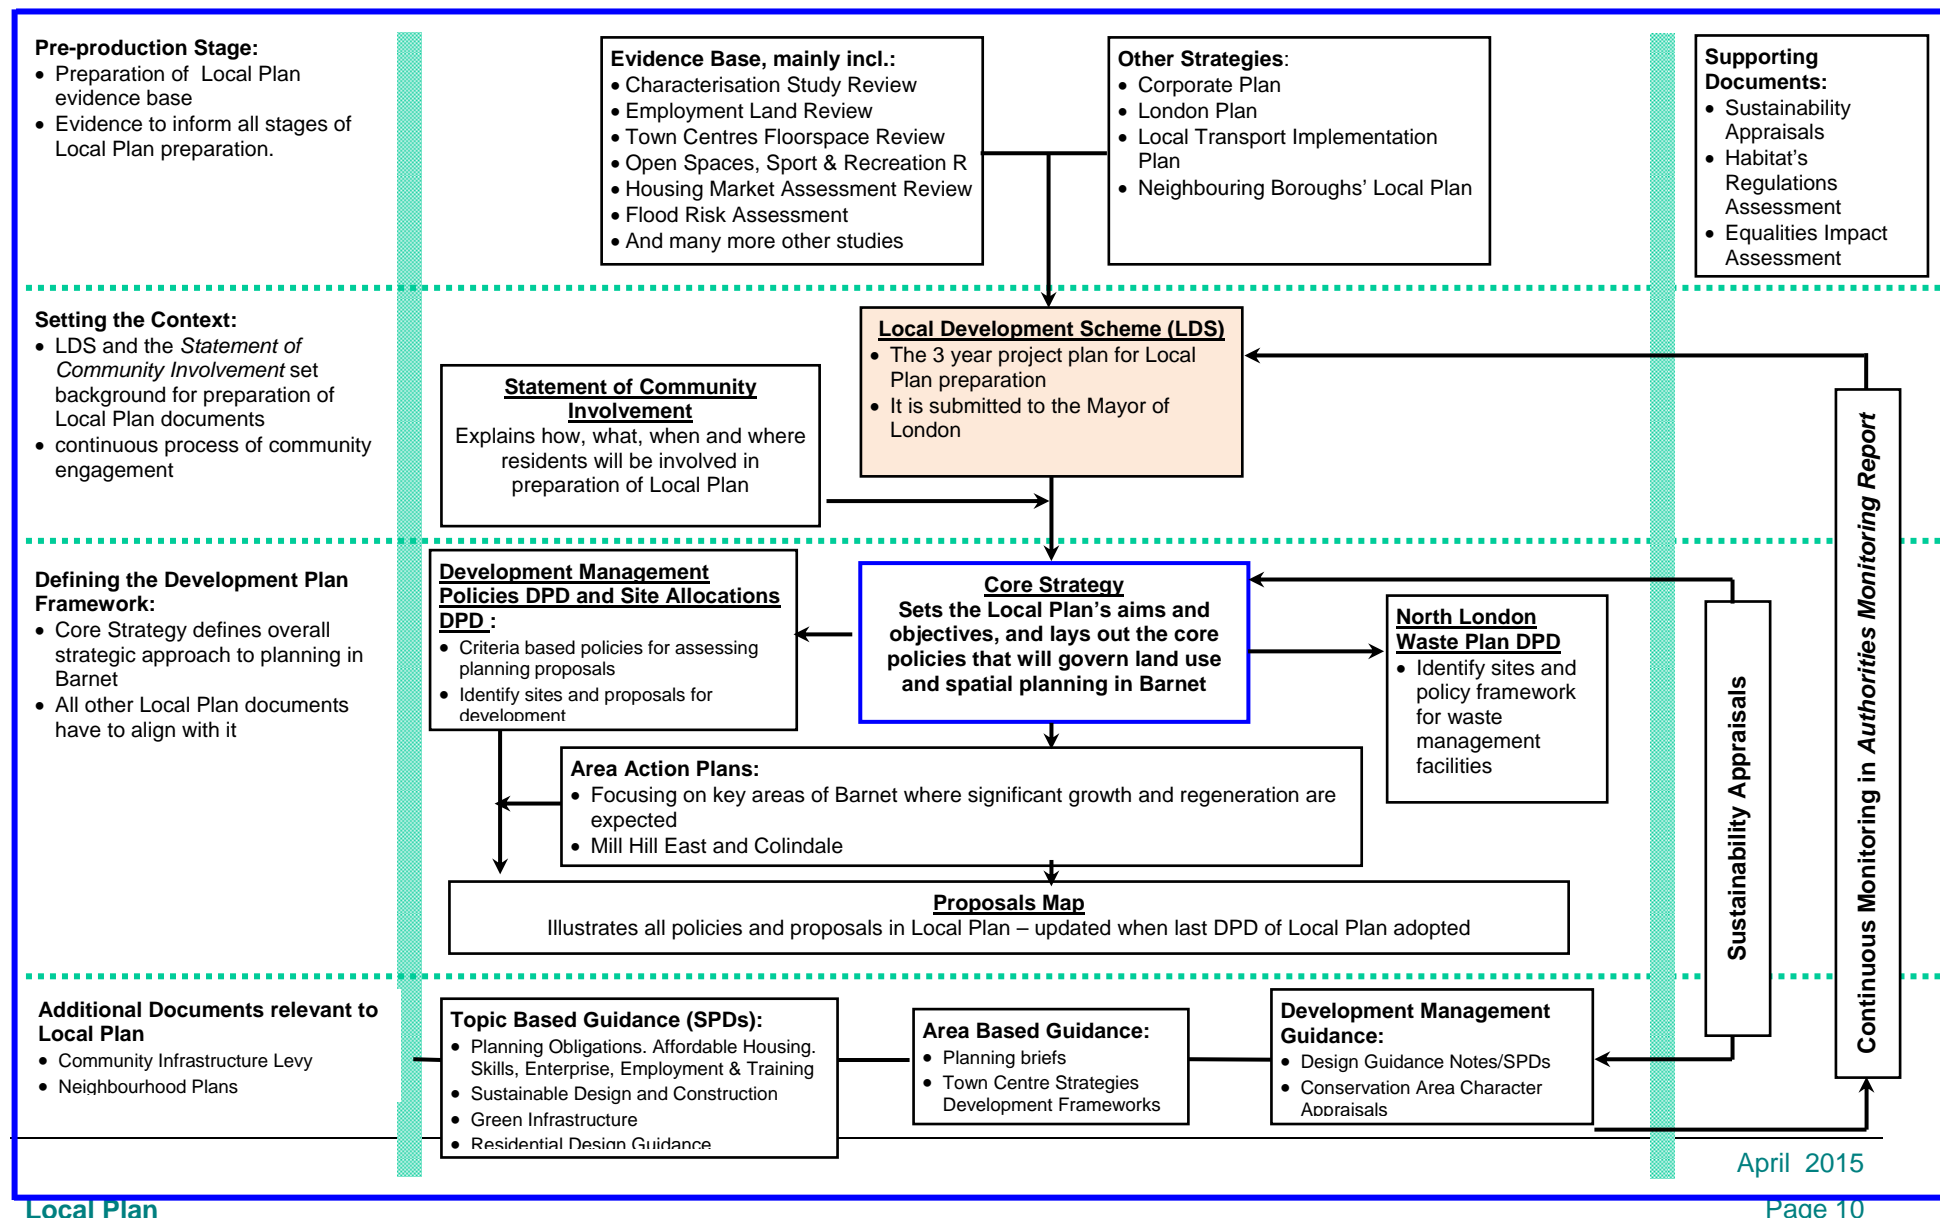 Pre-production Stage:
• Preparation of Local Plan
evidence base
• Evidence to inform all stages of
Local Plan preparation.
Evidence Base, mainly incl.:
• Characterisation Study Review
• Employment Land Review
• Town Centres Floorspace Review
• Open Spaces, Sport & Recreation R
• Housing Market Assessment Review
• Flood Risk Assessment
• And many more other studies
Other Strategies:
• Corporate Plan
• London Plan
• Local Transport Implementation
Plan
• Neighbouring Boroughs' Local Plan
Supporting
Documents:
• Sustainability
Appraisals
• Habitat's
Regulations
Assessment
• Equalities Impact
Assessment
Setting the Context:
• LDS and the Statement of
Community Involvement set
background for preparation of
Local Plan documents
• continuous process of community
engagement
Statement of Community
Involvement
Explains how, what, when and where
residents will be involved in
preparation of Local Plan
Local Development Scheme (LDS)
• The 3 year project plan for Local
Plan preparation
• It is submitted to the Mayor of
London
Defining the Development Plan
Framework:
• Core Strategy defines overall
strategic approach to planning in
Barnet
• All other Local Plan documents
have to align with it
Development Management
Policies DPD and Site Allocations
DPD :
• Criteria based policies for assessing
planning proposals
• Identify sites and proposals for
development
Core Strategy
Sets the Local Plan's aims and
objectives, and lays out the core
policies that will govern land use
and spatial planning in Barnet
North London
Waste Plan DPD
• Identify sites and
policy framework
for waste
management
facilities
Area Action Plans:
• Focusing on key areas of Barnet where significant growth and regeneration are
expected
• Mill Hill East and Colindale
Proposals Map
Illustrates all policies and proposals in Local Plan – updated when last DPD of Local Plan adopted
Sustainability Appraisals
Continuous Monitoring in Authorities Monitoring Report
Additional Documents relevant to
Local Plan
• Community Infrastructure Levy
• Neighbourhood Plans
Topic Based Guidance (SPDs):
• Planning Obligations. Affordable Housing.
Skills, Enterprise, Employment & Training
• Sustainable Design and Construction
• Green Infrastructure
• Residential Design Guidance
Area Based Guidance:
• Planning briefs
• Town Centre Strategies
Development Frameworks
Development Management
Guidance:
• Design Guidance Notes/SPDs
• Conservation Area Character
Appraisals
April 2015
Local Plan
Page 10